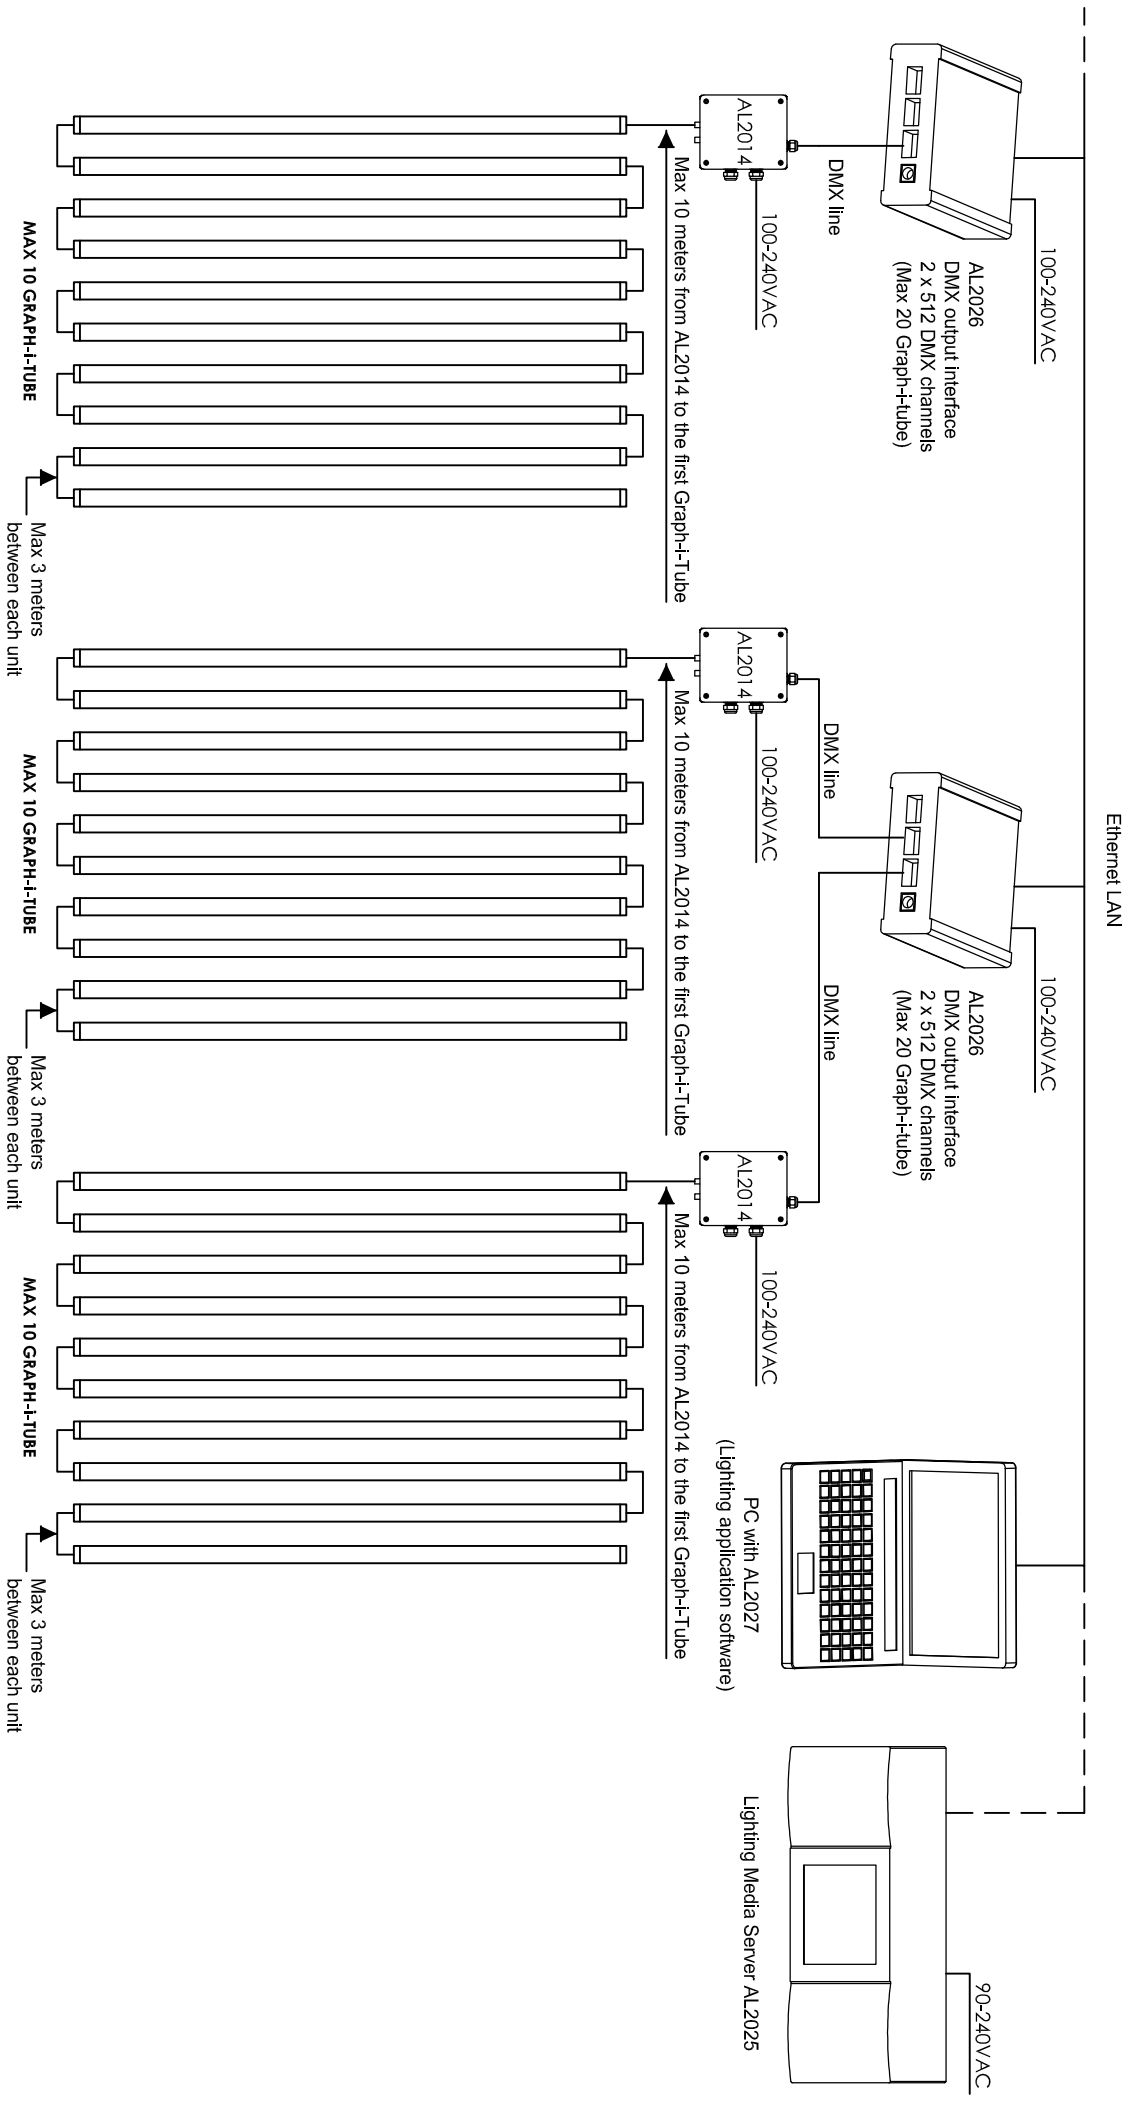 Ethernet LAN
100-240VAC
AL2026
DMX output interface
2 x 512 DMX channels
(Max 20 Graph-i-tube)
100-240VAC
AL2026
DMX output interface
2 x 512 DMX channels
(Max 20 Graph-i-tube)
90-240VAC
DMX line
DMX line
DMX line
AL2014
100-240VAC
AL2014
100-240VAC
AL2014
100-240VAC
PC with AL2027
(Lighting application software)
Lighting Media Server AL2025
Max 10 meters from AL2014 to the first Graph-i-Tube
Max 10 meters from AL2014 to the first Graph-i-Tube
Max 10 meters from AL2014 to the first Graph-i-Tube
MAX 10 GRAPH-i-TUBE
Max 3 meters
between each unit
MAX 10 GRAPH-i-TUBE
Max 3 meters
between each unit
MAX 10 GRAPH-i-TUBE
Max 3 meters
between each unit